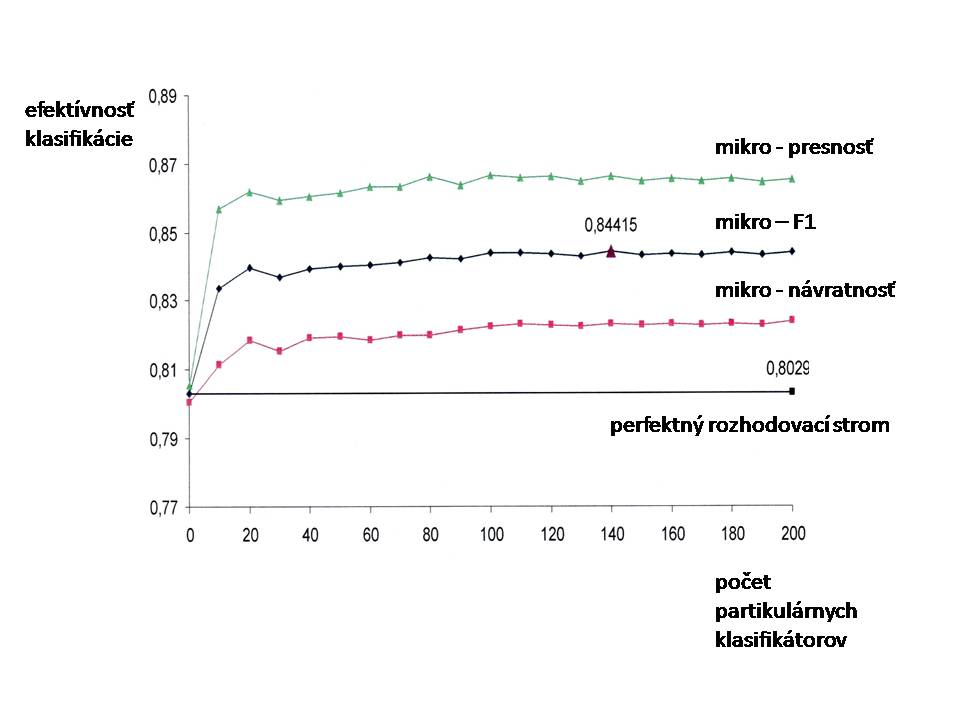 efektívnosť
klasifikácie
0,89
0,87
0,85
0,83
0,81
0,79
0,77
mikro - presnosť
0,84415
mikro – F1
mikro - návratnosť
0,8029
perfektný rozhodovací strom
0 20 40 60 80 100 120 140 160 180 200
počet
partikulárnych
klasifikátorov